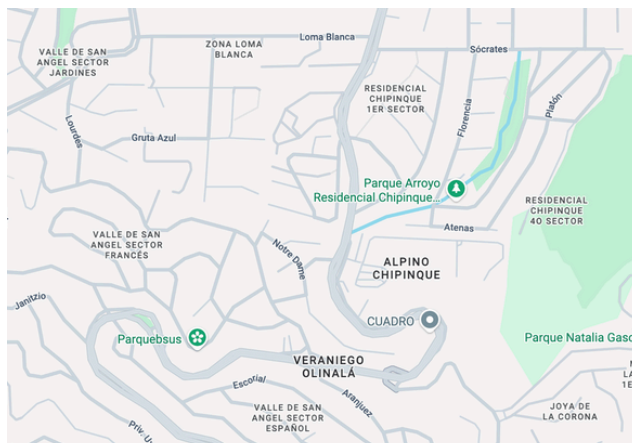 Loma Blanca
Sócrates
ZONA LOMA
BLANCA
VALLE DE SAN
ANGEL SECTOR
JARDINES
RESIDENCIAL
CHIPINQUE
1ER SECTOR
Florencia
Platón
Lourdes
Gruta Azul
Parque Arroyo
Residencial Chipinque...
RESIDENCIAL
CHIPINQUE
4O SECTOR
Atenas
VALLE DE SAN
ANGEL SECTOR
FRANCÉS
Notre Dame
ALPINO
CHIPINQUE
Janitzio
CUADRO
Parquebsus
Parque Natalia Gasc
VERANIEGO
OLINALÁ
Escotial
Aranjuez
VALLE DE SAN
ANGEL SECTOR
ESPAÑOL
JOYA DE
LA CORONA
Priv. U